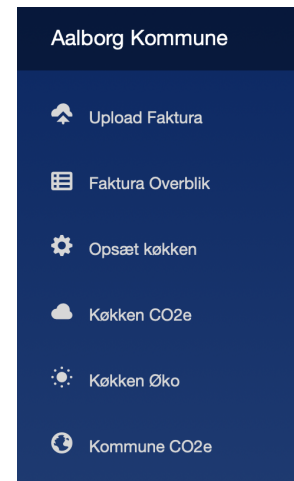 Aalborg Kommune
Upload Faktura
Faktura Overblik
Opsæt køkken
Køkken CO2e
Køkken Øko
Kommune CO2e